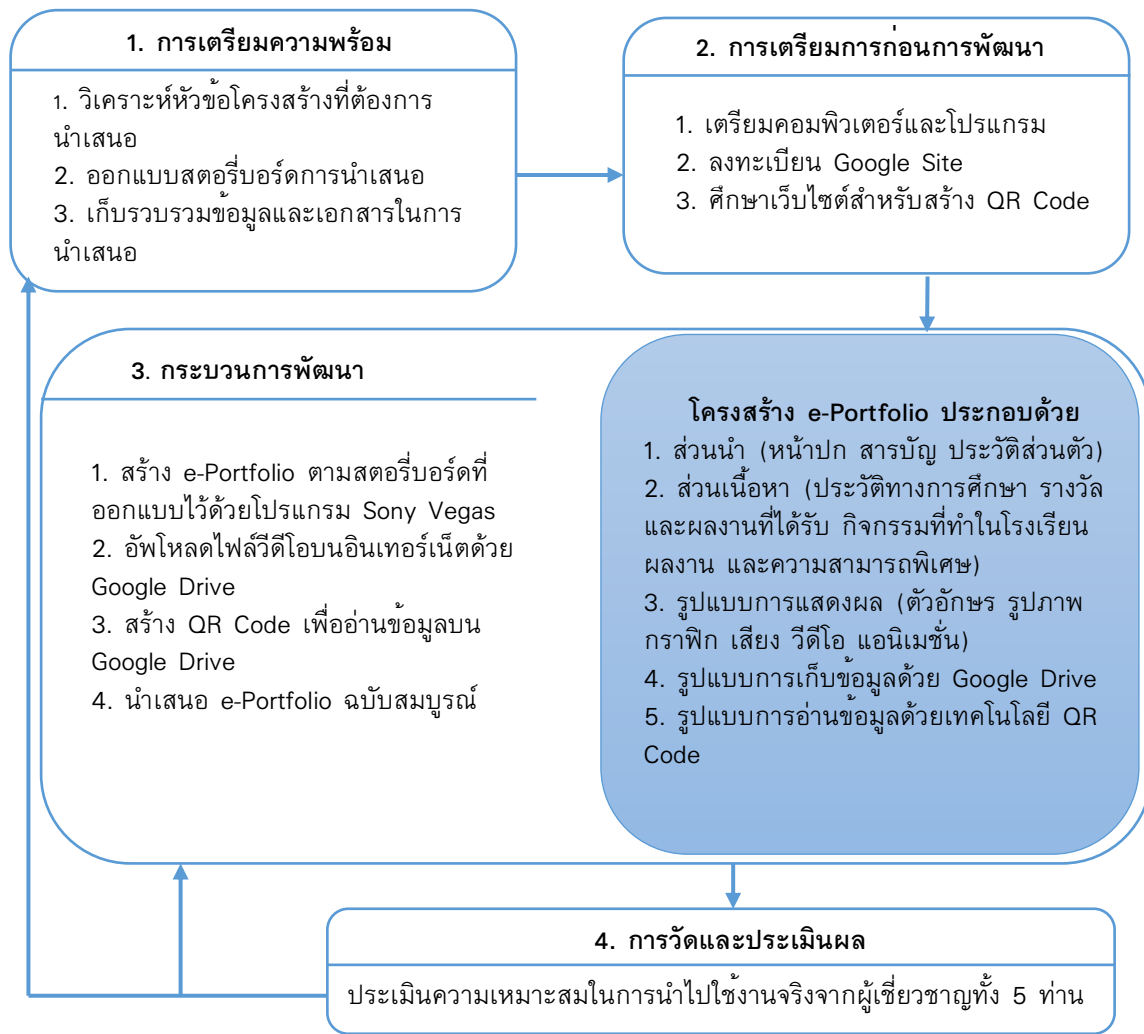 1. การเตรียมความพร้อม
1. วิเคราะห์หัวข้อโครงสร้างที่ต้องการ
นำเสนอ
2. ออกแบบสตอรี่บอร์ดการนำเสนอ
3. เก็บรวบรวมข้อมูลและเอกสารในการ
นำเสนอ
2. การเตรียมการก่อนการพัฒนา
1. เตรียมคอมพิวเตอร์และโปรแกรม
2. ลงทะเบียน Google Site
3. ศึกษาเว็บไซต์สำหรับสร้าง QR Code
3. กระบวนการพัฒนา
1. สร้าง e-Portfolio ตามสตอรี่บอร์ดที่
ออกแบบไว้ด้วยโปรแกรม Sony Vegas
2. อัพโหลดไฟล์วีดีโอบนอินเทอร์เน็ตด้วย
Google Drive
3. สร้าง QR Code เพื่ออ่านข้อมูลบน
Google Drive
4. นำเสนอ e-Portfolio ฉบับสมบูรณ์
โครงสร้าง e-Portfolio ประกอบด้วย
1. ส่วนนำ (หน้าปก สารบัญ ประวัติส่วนตัว)
2. ส่วนเนื้อหา (ประวัติทางการศึกษา รางวัล
และผลงานที่ได้รับ กิจกรรมที่ทำในโรงเรียน
ผลงาน และความสามารถพิเศษ)
3. รูปแบบการแสดงผล (ตัวอักษร รูปภาพ
กราฟิก เสียง วีดีโอ แอนิเมชั่น)
4. รูปแบบการเก็บข้อมูลด้วย Google Drive
5. รูปแบบการอ่านข้อมูลด้วยเทคโนโลยี QR
Code
4. การวัดและประเมินผล
ประเมินความเหมาะสมในการนำไปใช้งานจริงจากผู้เชี่ยวชาญทั้ง 5 ท่าน